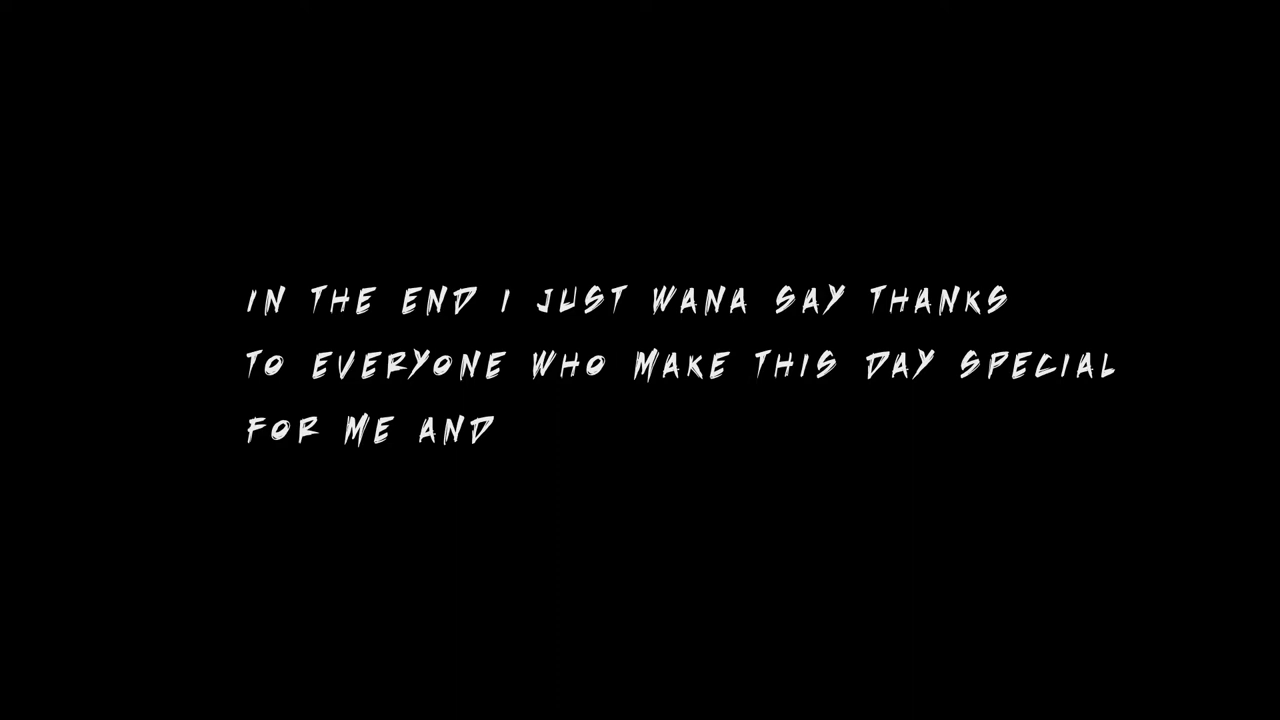 IN THE END I JUST WANA SAY THANKS
TO EVERYONE WHO MAKE THIS DAY SPECIAL
FOR ME AND